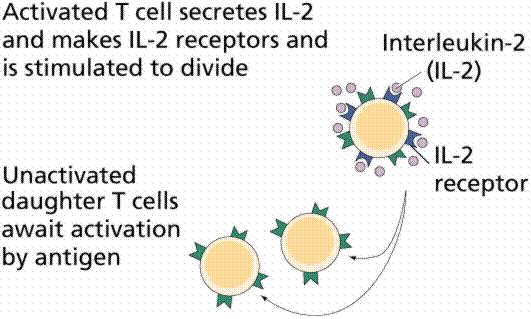 Activated T cell secretes IL-2
and makes IL-2 receptors and
is stimulated to divide
Interleukin-2
(IL-2)
IL-2
receptor
Unactivated
daughter T cells
await activation
by antigen